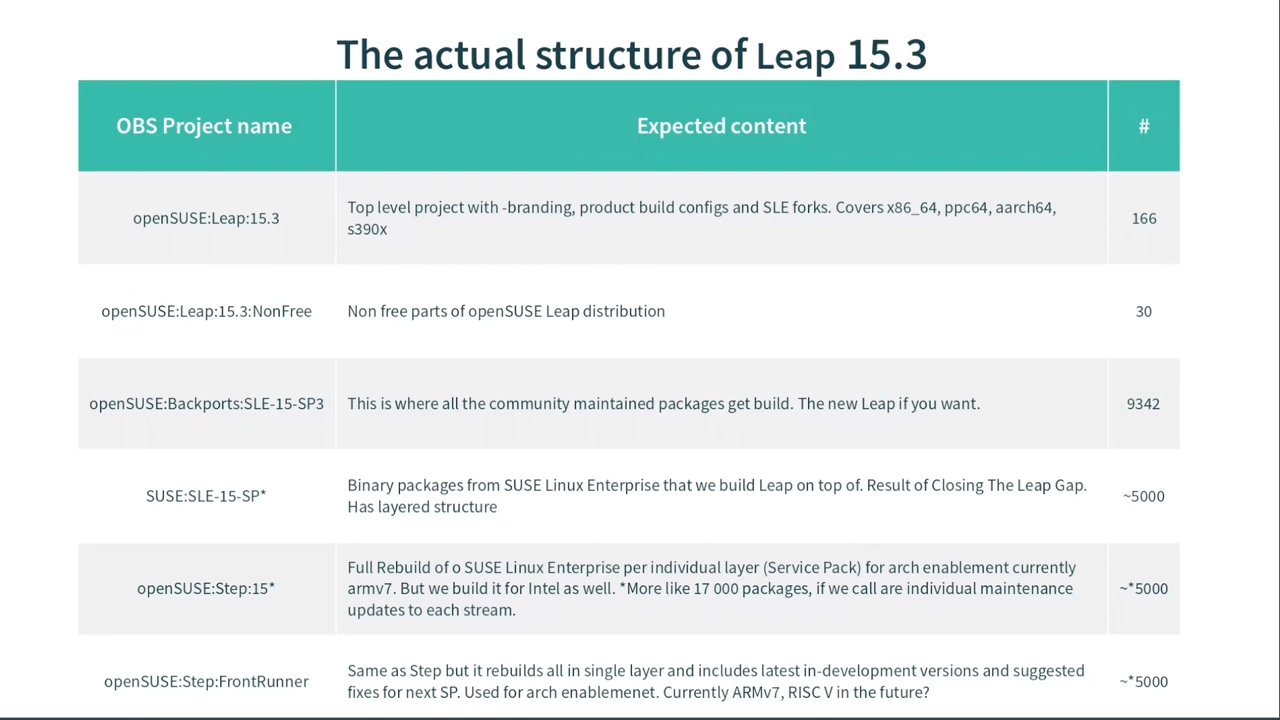 The actual structure of Leap 15.3
OBS Project name
Expected content
#
openSUSE:Leap:15.3
Top level project with -branding, product build configs and SLE forks. Covers x86_64, ppc64, aarch64,
s390x
166
openSUSE:Leap:15.3:NonFree
Non free parts of openSUSE Leap distribution
30
openSUSE:Backports:SLE-15-SP3
This is where all the community maintained packages get build. The new Leap if you want.
9342
SUSE:SLE-15-SP*
Binary packages from SUSE Linux Enterprise that we build Leap on top of. Result of Closing The Leap Gap.
Has layered structure
~5000
openSUSE:Step:15*
Full Rebuild of o SUSE Linux Enterprise per individual layer (Service Pack) for arch enablement currently
armv7. But we build it for Intel as well. *More like 17 000 packages, if we call are individual maintenance
updates to each stream.
~*5000
openSUSE:Step:FrontRunner
Same as Step but it rebuilds all in single layer and includes latest in-development versions and suggested
fixes for next SP. Used for arch enablemenet. Currently ARMv7, RISC V in the future?
~*5000